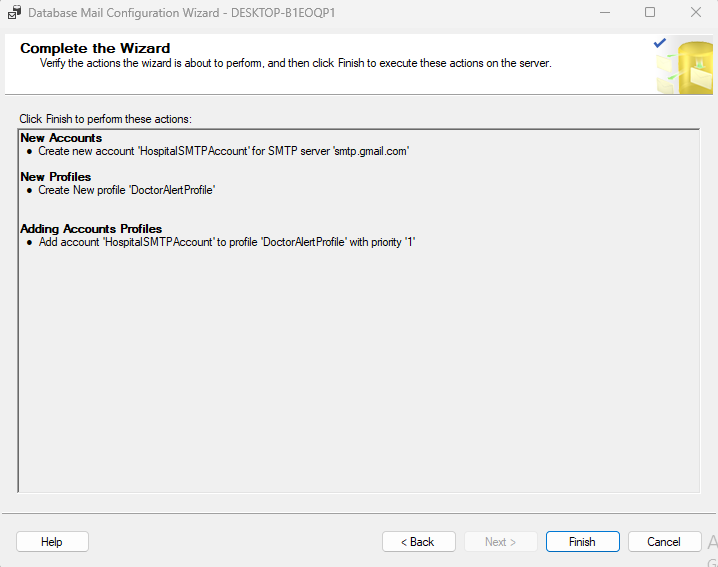 Database Mail Configuration Wizard - DESKTOP-B1EOQP1
Complete the Wizard
Verify the actions the wizard is about to perform, and then click Finish to execute these actions on the server.
Click Finish to perform these actions:
New Accounts
• Create new account 'HospitalSMTPAccount' for SMTP server 'smtp.gmail.com'
New Profiles
• Create New profile 'DoctorAlertProfile'
Adding Accounts Profiles
• Add account 'HospitalSMTPAccount' to profile 'DoctorAlertProfile' with priority '1'
Help
< Back
Next >
Finish
Cancel